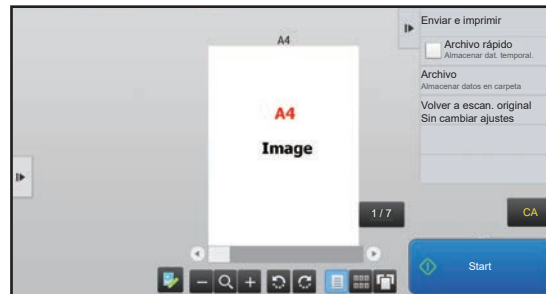 A4
A4
Image
1 / 7
Enviar e imprimir
Archivo rápido
Almacenar dat. temporal.
Archivo
Almacenar datos en carpeta
Volver a escan. original
Sin cambiar ajustes
CA
Start